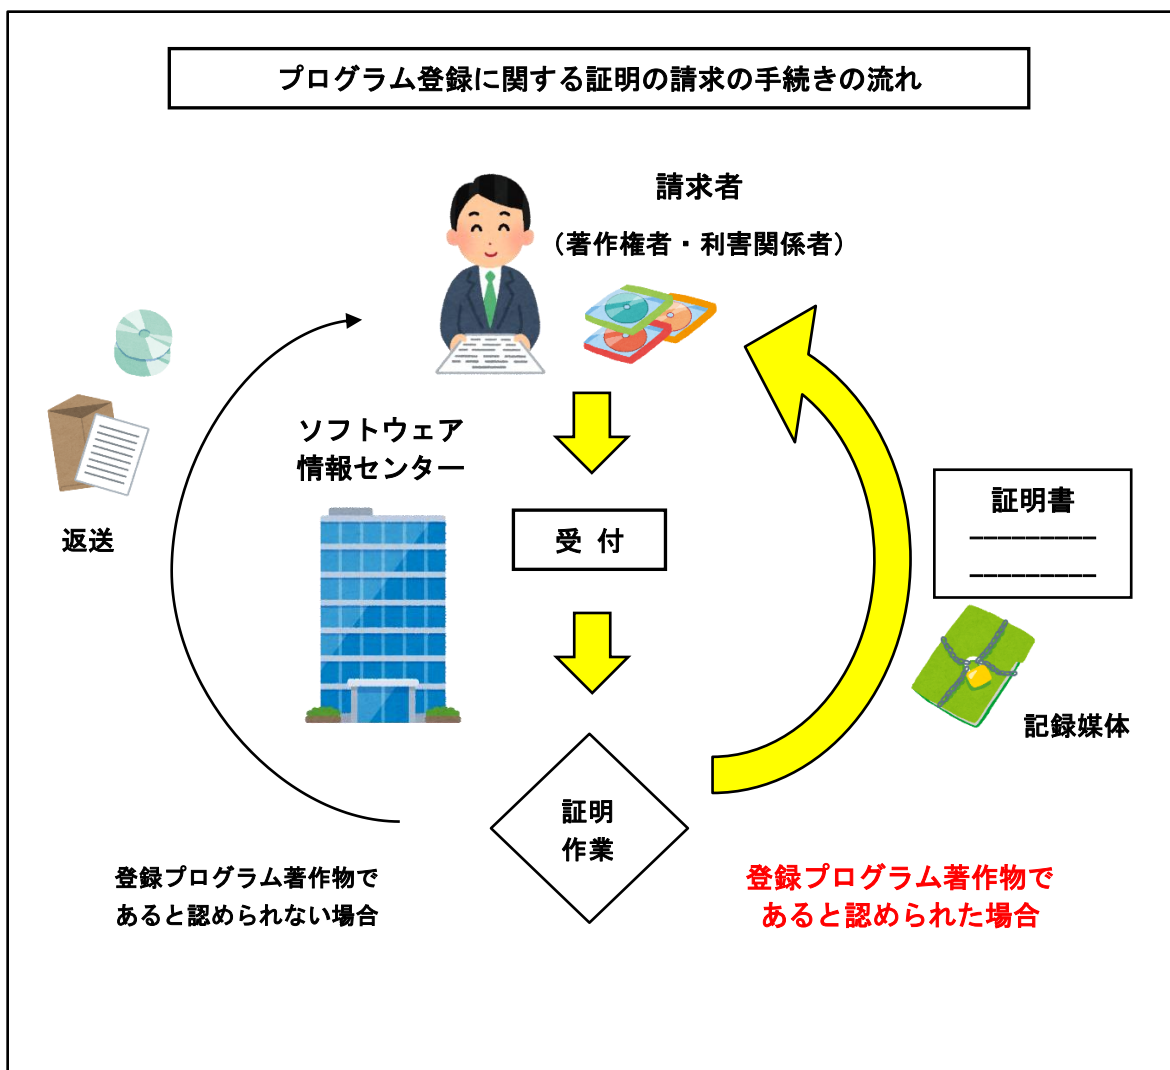 プログラム登録に関する証明の請求の手続きの流れ
請求者
（著作権者・利害関係者）
ソフトウェア
情報センター
返送
受 付
証明書
記録媒体
証明
作業
登録プログラム著作物で
あると認められない場合
登録プログラム著作物で
あると認められた場合